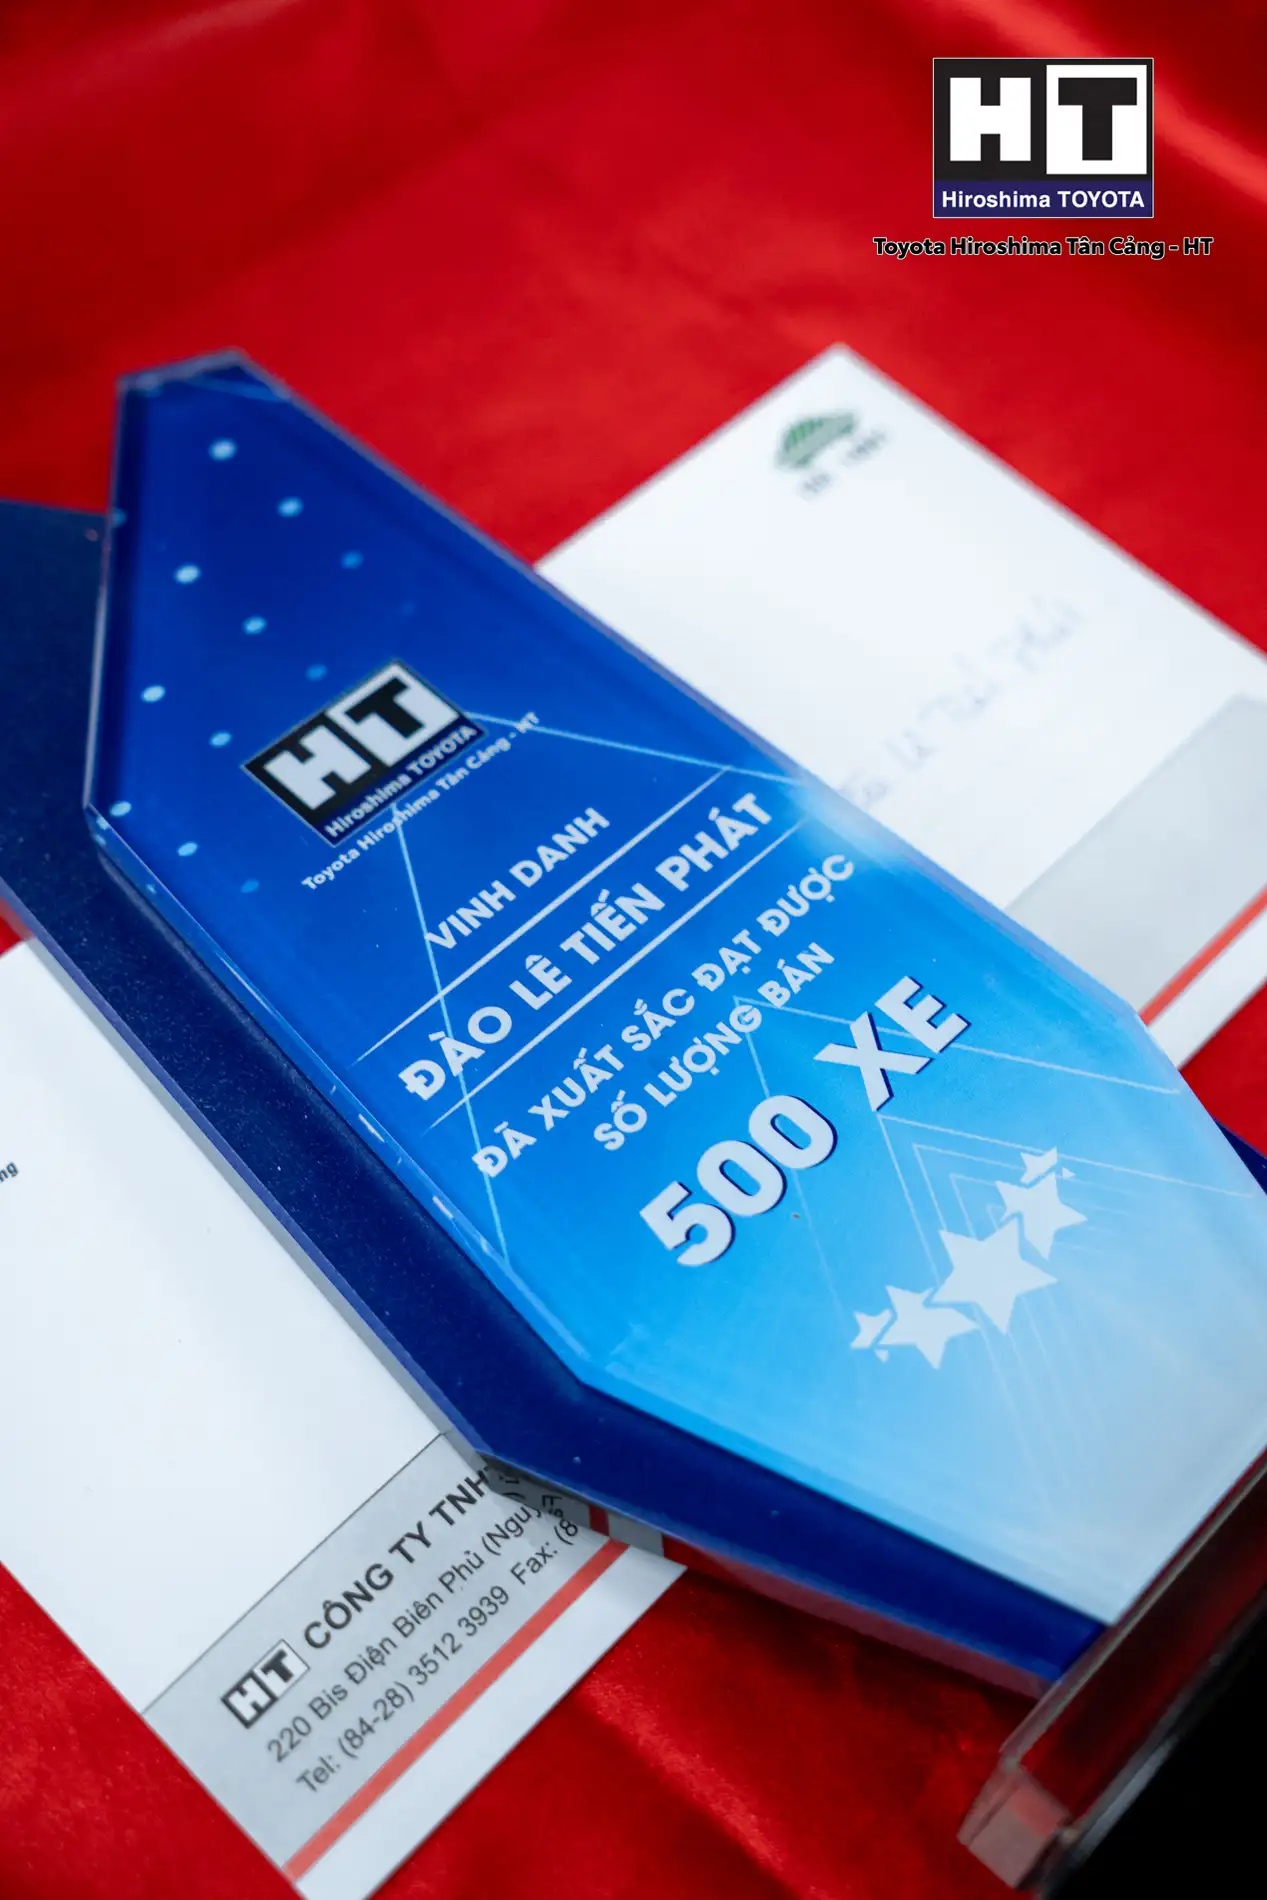 HT
Hiroshima TOYOTA
Toyota Hiroshima Tân Cảng - HT
HT
Hiroshima TOYOTA
Toyota Hiroshima Tân Cảng - HT
VINH DANH
ĐÀO LÊ TIẾN PHÁT
ĐÃ XUẤT SẮC ĐẠT ĐƯỢC
SỐ LƯỢNG BÁN
500 XE
HT CÔNG TY TNH
220 Bis Điện Biên Phủ (Nguy
Tel: (84-28) 3512 3939 Fax: (8